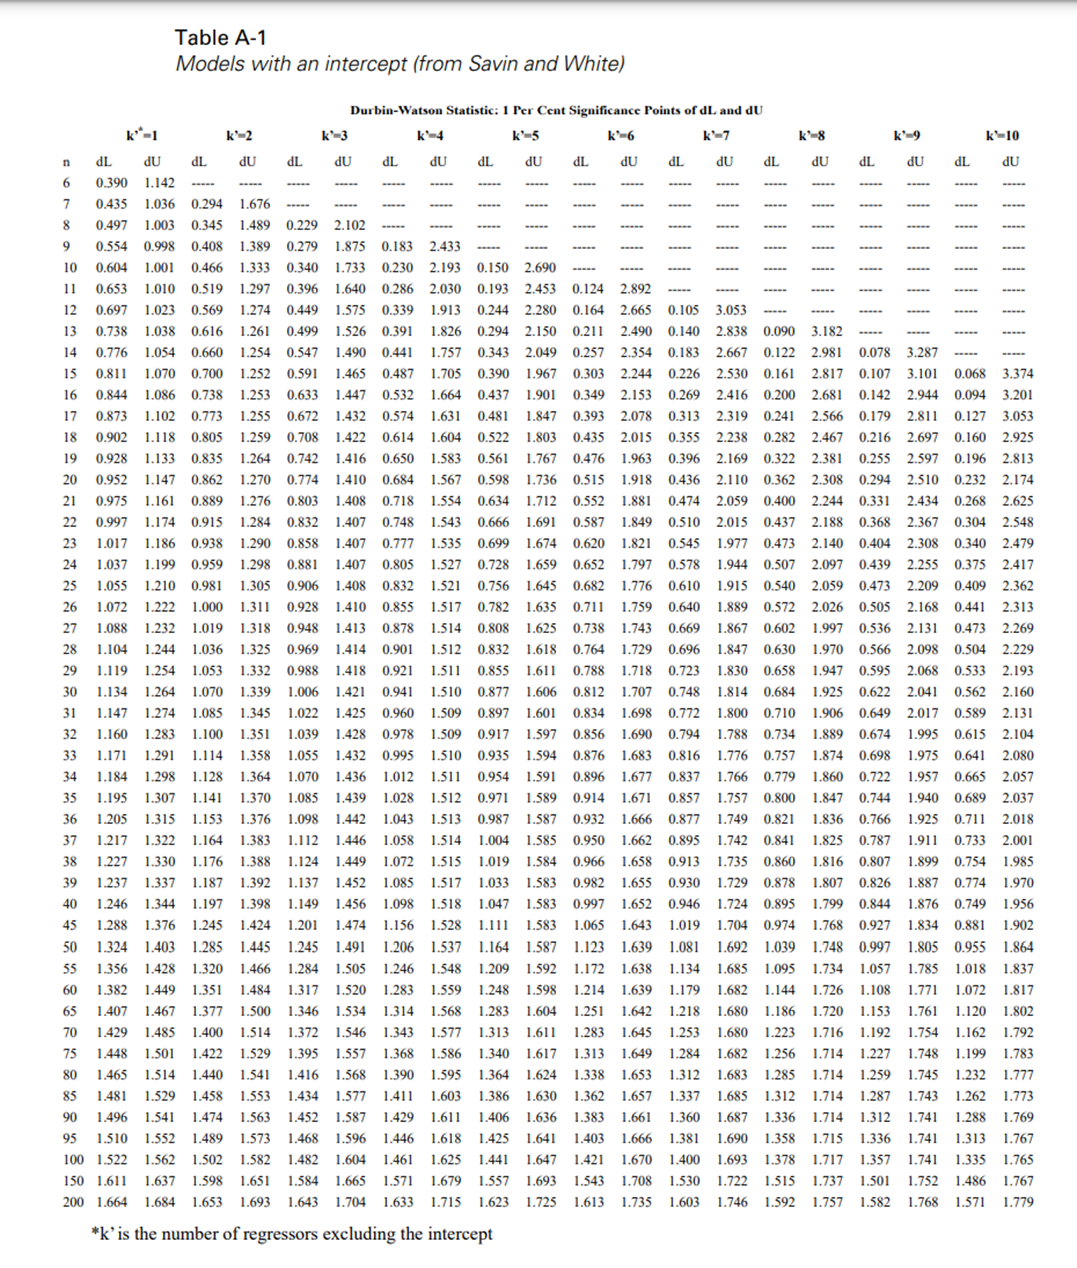 Table A-1
Models with an intercept (from Savin and White)
Durbin-Watson Statistic: 1 Per Cent Significance Points of dL and dU
k’*=1 k’=2 k’=3 k’=4 k’=5 k’=6 k’=7 k’=8 k’=9 k’=10
n dL dU dL dU dL dU dL dU dL dU dL dU dL dU dL dU dL dU dL dU
6 0.390 1.142 ----- ----- ----- ----- ----- ----- ----- ----- ----- ----- ----- ----- ----- ----- ----- ----- ----- -----
7 0.435 1.036 0.294 1.676 ----- ----- ----- ----- ----- ----- ----- ----- ----- ----- ----- ----- ----- ----- ----- -----
8 0.497 1.003 0.345 1.489 0.229 2.102 ----- ----- ----- ----- ----- ----- ----- ----- ----- ----- ----- ----- ----- -----
9 0.554 0.998 0.408 1.389 0.279 1.875 0.183 2.433 ----- ----- ----- ----- ----- ----- ----- ----- ----- ----- ----- -----
10 0.604 1.001 0.466 1.333 0.340 1.733 0.230 2.193 0.150 2.690 ----- ----- ----- ----- ----- ----- ----- ----- ----- -----
11 0.653 1.010 0.519 1.297 0.396 1.640 0.286 2.030 0.193 2.453 0.124 2.892 ----- ----- ----- ----- ----- ----- ----- -----
12 0.697 1.023 0.569 1.274 0.449 1.575 0.339 1.913 0.244 2.280 0.164 2.665 0.105 3.053 ----- ----- ----- ----- ----- -----
13 0.738 1.038 0.616 1.261 0.499 1.526 0.391 1.826 0.294 2.150 0.211 2.490 0.140 2.838 0.090 3.182 ----- ----- ----- -----
14 0.776 1.054 0.660 1.254 0.547 1.490 0.441 1.757 0.343 2.049 0.257 2.354 0.183 2.667 0.122 2.981 0.078 3.287 ----- -----
15 0.811 1.070 0.700 1.252 0.591 1.465 0.487 1.705 0.390 1.967 0.303 2.244 0.226 2.530 0.161 2.817 0.107 3.101 0.068 3.374
16 0.844 1.086 0.738 1.253 0.633 1.447 0.532 1.664 0.437 1.901 0.349 2.153 0.269 2.416 0.200 2.681 0.142 2.944 0.094 3.201
17 0.873 1.102 0.773 1.255 0.672 1.432 0.574 1.631 0.481 1.847 0.393 2.078 0.313 2.319 0.241 2.566 0.179 2.811 0.127 3.053
18 0.902 1.118 0.805 1.259 0.708 1.422 0.614 1.604 0.522 1.803 0.435 2.015 0.355 2.238 0.282 2.467 0.216 2.697 0.160 2.925
19 0.928 1.133 0.835 1.264 0.742 1.416 0.650 1.583 0.561 1.767 0.476 1.963 0.396 2.169 0.322 2.381 0.255 2.597 0.196 2.813
20 0.952 1.147 0.862 1.270 0.774 1.410 0.684 1.567 0.598 1.736 0.515 1.918 0.436 2.110 0.362 2.308 0.294 2.510 0.232 2.174
21 0.975 1.161 0.889 1.276 0.803 1.408 0.718 1.554 0.634 1.712 0.552 1.881 0.474 2.059 0.400 2.244 0.331 2.434 0.268 2.625
22 0.997 1.174 0.915 1.284 0.832 1.407 0.748 1.543 0.666 1.691 0.587 1.849 0.510 2.015 0.437 2.188 0.368 2.367 0.304 2.548
23 1.017 1.186 0.938 1.290 0.858 1.407 0.777 1.535 0.699 1.674 0.620 1.821 0.545 1.977 0.473 2.140 0.404 2.308 0.340 2.479
24 1.037 1.199 0.959 1.298 0.881 1.407 0.805 1.527 0.728 1.659 0.652 1.797 0.578 1.944 0.507 2.097 0.439 2.255 0.375 2.417
25 1.055 1.210 0.981 1.305 0.906 1.408 0.832 1.521 0.756 1.645 0.682 1.776 0.610 1.915 0.540 2.059 0.473 2.209 0.409 2.362
26 1.072 1.222 1.000 1.311 0.928 1.410 0.855 1.517 0.782 1.635 0.711 1.759 0.640 1.889 0.572 2.026 0.505 2.168 0.441 2.313
27 1.088 1.232 1.019 1.318 0.948 1.413 0.878 1.514 0.808 1.625 0.738 1.743 0.669 1.867 0.602 1.997 0.536 2.131 0.473 2.269
28 1.104 1.244 1.036 1.325 0.969 1.414 0.901 1.512 0.832 1.618 0.764 1.729 0.696 1.847 0.630 1.970 0.566 2.098 0.504 2.229
29 1.119 1.254 1.053 1.332 0.988 1.418 0.921 1.511 0.855 1.611 0.788 1.718 0.723 1.830 0.658 1.947 0.595 2.068 0.533 2.193
30 1.134 1.264 1.070 1.339 1.006 1.421 0.941 1.510 0.877 1.606 0.812 1.707 0.748 1.814 0.684 1.925 0.622 2.041 0.562 2.160
31 1.147 1.274 1.085 1.345 1.022 1.425 0.960 1.509 0.897 1.601 0.834 1.698 0.772 1.800 0.710 1.906 0.649 2.017 0.589 2.131
32 1.160 1.283 1.100 1.351 1.039 1.428 0.978 1.509 0.917 1.597 0.856 1.690 0.794 1.788 0.734 1.889 0.674 1.995 0.615 2.104
33 1.171 1.291 1.114 1.358 1.055 1.432 0.995 1.510 0.935 1.594 0.876 1.683 0.816 1.776 0.757 1.874 0.698 1.975 0.641 2.080
34 1.184 1.298 1.128 1.364 1.070 1.436 1.012 1.511 0.954 1.591 0.896 1.677 0.837 1.766 0.779 1.860 0.722 1.957 0.665 2.057
35 1.195 1.307 1.141 1.370 1.085 1.439 1.028 1.512 0.971 1.589 0.914 1.671 0.857 1.757 0.800 1.847 0.744 1.940 0.689 2.037
36 1.205 1.315 1.153 1.376 1.098 1.442 1.043 1.513 0.987 1.587 0.932 1.666 0.877 1.749 0.821 1.836 0.766 1.925 0.711 2.018
37 1.217 1.322 1.164 1.383 1.112 1.446 1.058 1.514 1.004 1.585 0.950 1.662 0.895 1.742 0.841 1.825 0.787 1.911 0.733 2.001
38 1.227 1.330 1.176 1.388 1.124 1.449 1.072 1.515 1.019 1.584 0.966 1.658 0.913 1.735 0.860 1.816 0.807 1.899 0.754 1.985
39 1.237 1.337 1.187 1.392 1.137 1.452 1.085 1.517 1.033 1.583 0.982 1.655 0.930 1.729 0.878 1.807 0.826 1.887 0.774 1.970
40 1.246 1.344 1.197 1.398 1.149 1.456 1.098 1.518 1.047 1.583 0.997 1.652 0.946 1.724 0.895 1.799 0.844 1.876 0.749 1.956
45 1.288 1.376 1.245 1.424 1.201 1.474 1.156 1.528 1.111 1.583 1.065 1.643 1.019 1.704 0.974 1.768 0.927 1.834 0.881 1.902
50 1.324 1.403 1.285 1.445 1.245 1.491 1.206 1.537 1.164 1.587 1.123 1.639 1.081 1.692 1.039 1.748 0.997 1.805 0.955 1.864
55 1.356 1.428 1.320 1.466 1.284 1.505 1.246 1.548 1.209 1.592 1.172 1.638 1.134 1.685 1.095 1.734 1.057 1.785 1.018 1.837
60 1.382 1.449 1.351 1.484 1.317 1.520 1.283 1.559 1.248 1.598 1.214 1.639 1.179 1.682 1.144 1.726 1.108 1.771 1.072 1.817
65 1.407 1.467 1.377 1.500 1.346 1.534 1.314 1.568 1.283 1.604 1.251 1.642 1.218 1.680 1.186 1.720 1.153 1.761 1.120 1.802
70 1.429 1.485 1.400 1.514 1.372 1.546 1.343 1.577 1.313 1.611 1.283 1.645 1.253 1.680 1.223 1.716 1.192 1.754 1.162 1.792
75 1.448 1.501 1.422 1.529 1.395 1.557 1.368 1.586 1.340 1.617 1.313 1.649 1.284 1.682 1.256 1.714 1.227 1.748 1.199 1.783
80 1.465 1.514 1.440 1.541 1.416 1.568 1.390 1.595 1.364 1.624 1.338 1.653 1.312 1.683 1.285 1.714 1.259 1.745 1.232 1.777
85 1.481 1.529 1.458 1.553 1.434 1.577 1.411 1.603 1.386 1.630 1.362 1.657 1.337 1.685 1.312 1.714 1.287 1.743 1.262 1.773
90 1.496 1.541 1.474 1.563 1.452 1.587 1.429 1.611 1.406 1.636 1.383 1.661 1.360 1.687 1.336 1.714 1.312 1.741 1.288 1.769
95 1.510 1.552 1.489 1.573 1.468 1.596 1.446 1.618 1.425 1.641 1.403 1.666 1.381 1.690 1.358 1.715 1.336 1.741 1.313 1.767
100 1.522 1.562 1.502 1.582 1.482 1.604 1.461 1.625 1.441 1.647 1.421 1.670 1.400 1.693 1.378 1.717 1.357 1.741 1.335 1.765
150 1.611 1.637 1.598 1.651 1.584 1.665 1.571 1.679 1.557 1.693 1.543 1.708 1.530 1.722 1.515 1.737 1.501 1.752 1.486 1.767
200 1.664 1.684 1.653 1.693 1.643 1.704 1.633 1.715 1.623 1.725 1.613 1.735 1.603 1.746 1.592 1.757 1.582 1.768 1.571 1.779
*k’ is the number of regressors excluding the intercept